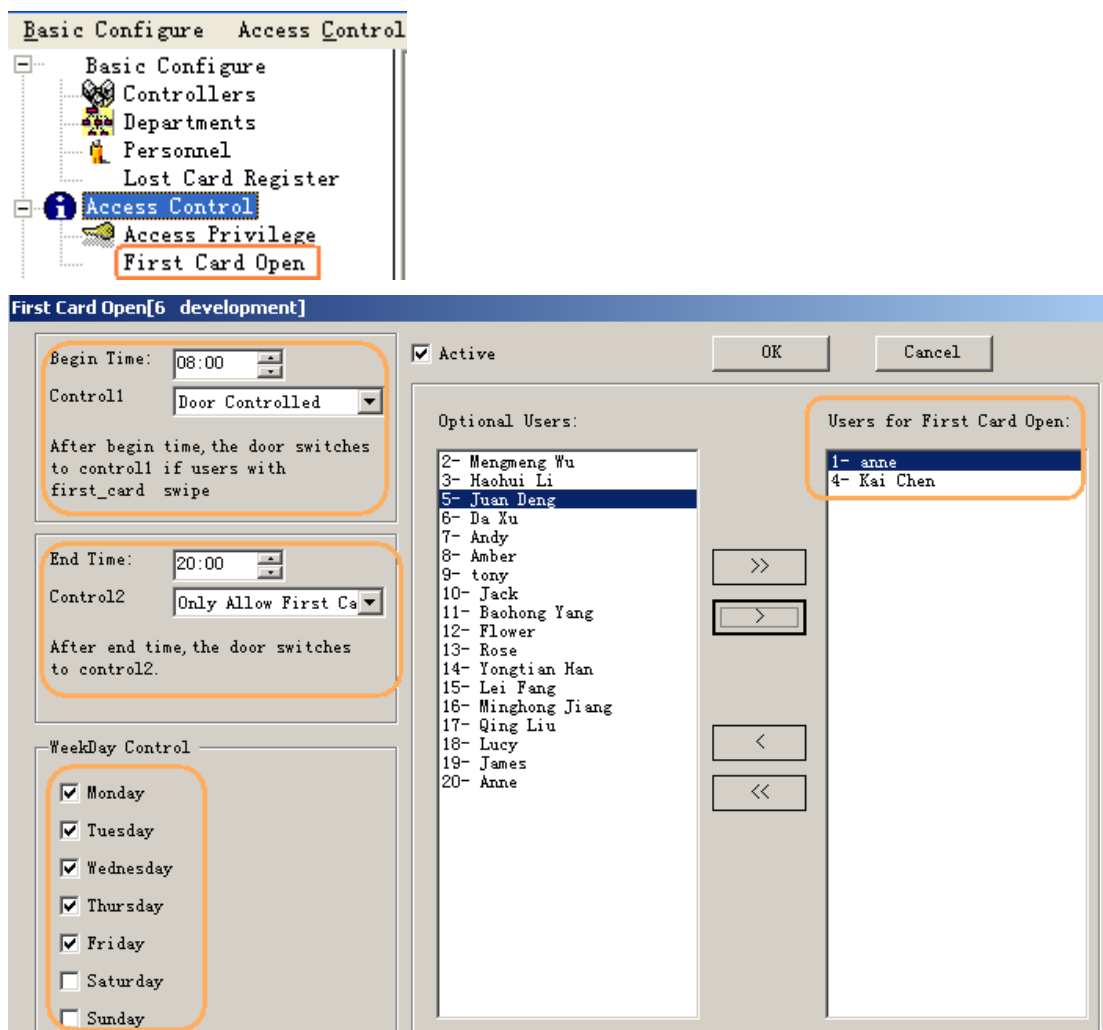 Basic Configure Access Control
Basic Configure
Controllers
Departments
Personnel
Lost Card Register
Access Control
Access Privilege
First Card Open
First Card Open[6 development]
Begin Time: 08:00
Control1 Door Controlled
After begin time, the door switches
to control1 if users with
first_card swipe
End Time: 20:00
Control2 Only Allow First Ca
After end time, the door switches
to control2.
WeekDay Control
Monday
Tuesday
Wednesday
Thursday
Friday
Saturday
Sunday
Active
OK
Cancel
Optional Users:
2- Mengmeng Wu
3- Haohui Li
5- Juan Deng
6- Da Xu
7- Andy
8- Amber
9- tony
10- Jack
11- Baohong Yang
12- Flower
13- Rose
14- Yongtian Han
15- Lei Fang
16- Minghong Jiang
17- Qing Liu
18- Lucy
19- James
20- Anne
>>
>
<
<<
Users for First Card Open:
1- anne
4- Kai Chen